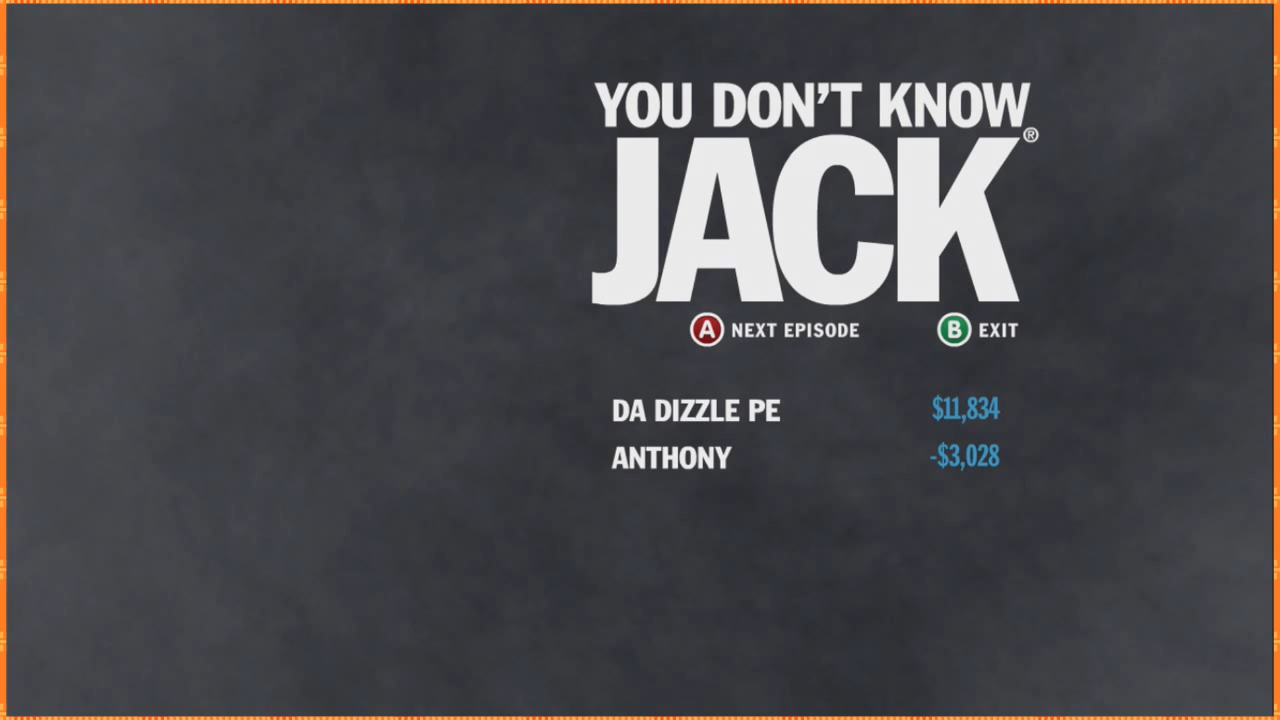 YOU DON'T KNOW
JACK®
A NEXT EPISODE B EXIT
DA DIZZLE PE $11,834
ANTHONY -$3,028